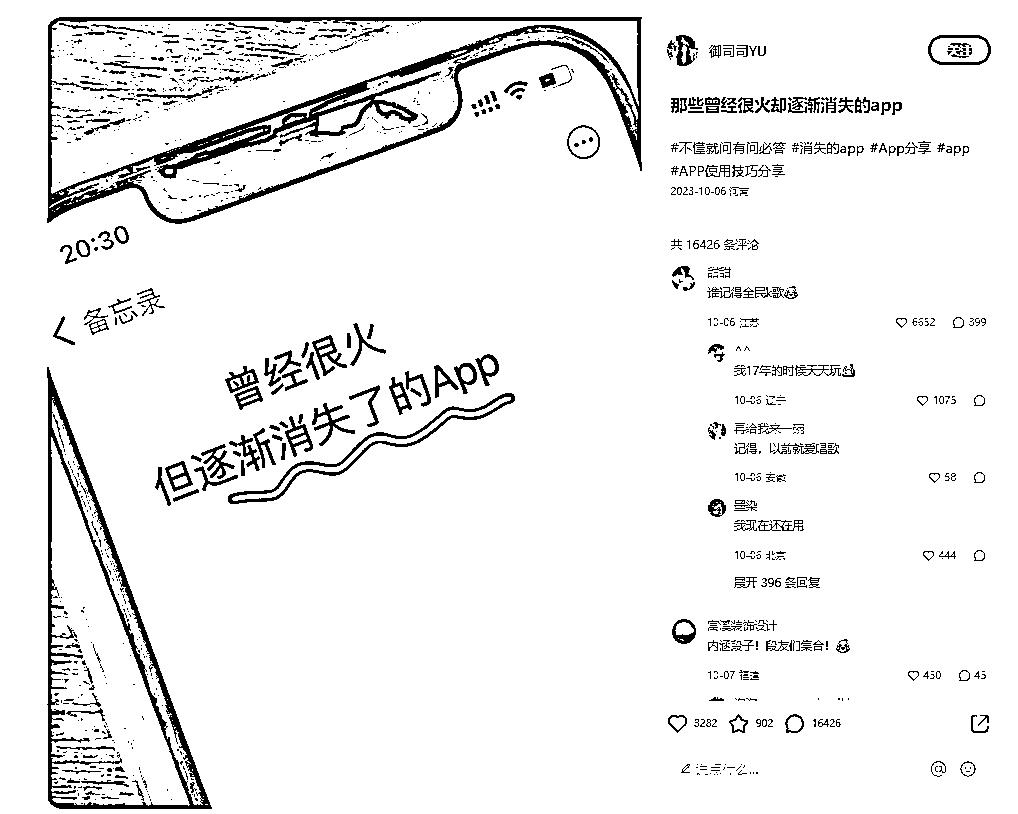 20:30
备忘录
曾经很火
但逐渐消失了的App
御司司YU
关注
那些曾经很火却逐渐消失的app
#不懂就问有问必答 #消失的app #App分享 #app
#APP使用技巧分享
2023-10-06 河南
共 16426 条评论
甜甜
谁记得全民k歌
10-06 江苏
6652 399
^^
我17年的时候天天玩
10-06 辽宁
1075
再给我来一碗
记得，以前就爱唱歌
10-06 安徽
58
星染
我现在还在用
10-06 北京
444
展开 396 条回复
装饰设计
内涵段子！段友们集合！
10-07 福建
450 45
3282 902 16426
说点什么...